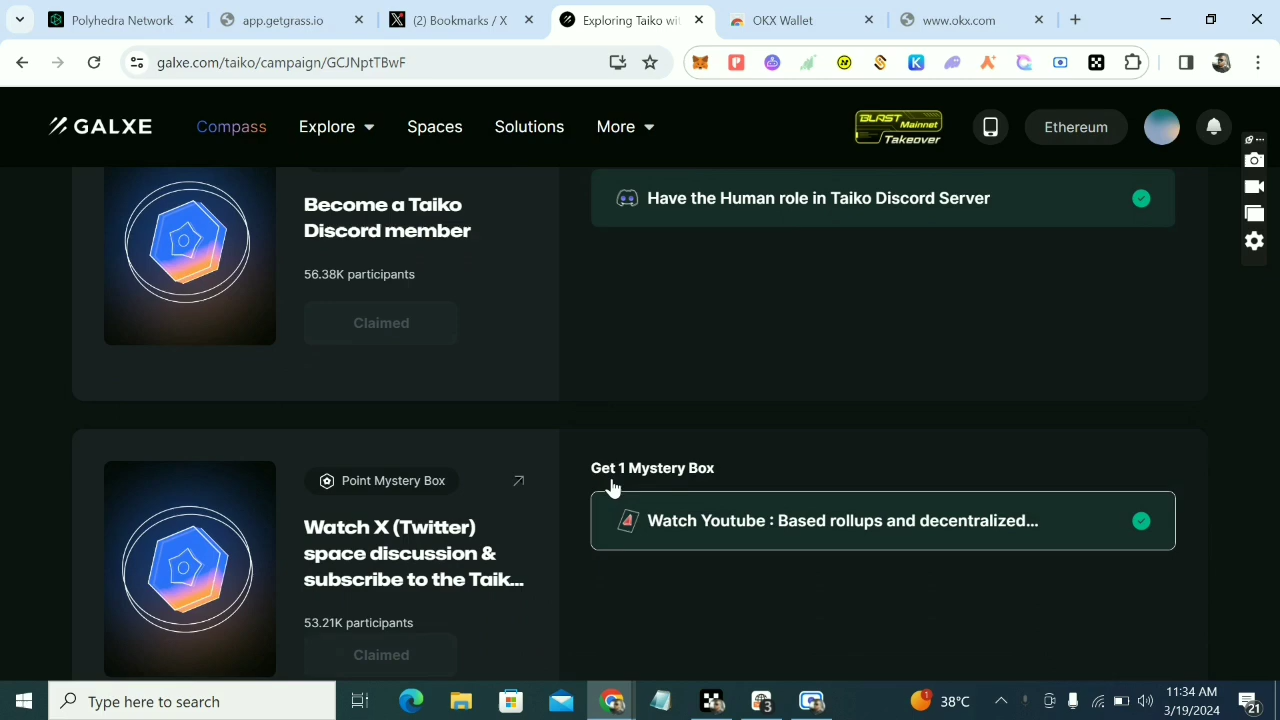 Polyhedra Network
app.getgrass.io
(2) Bookmarks / X
Exploring Taiko wi
OKX Wallet
www.okx.com
galxe.com/taiko/campaign/GCJNptTBwF
GALXE
Compass
Explore
Spaces
Solutions
More
BLAST
Mainnet
Takeover
Ethereum
Become a Taiko
Discord member
56.38K participants
Claimed
Have the Human role in Taiko Discord Server
Point Mystery Box
Watch X (Twitter)
space discussion &
subscribe to the Taik...
53.21K participants
Claimed
Get 1 Mystery Box
Watch Youtube : Based rollups and decentralized...
Type here to search
3
38°C
11:34 AM
3/19/2024
21